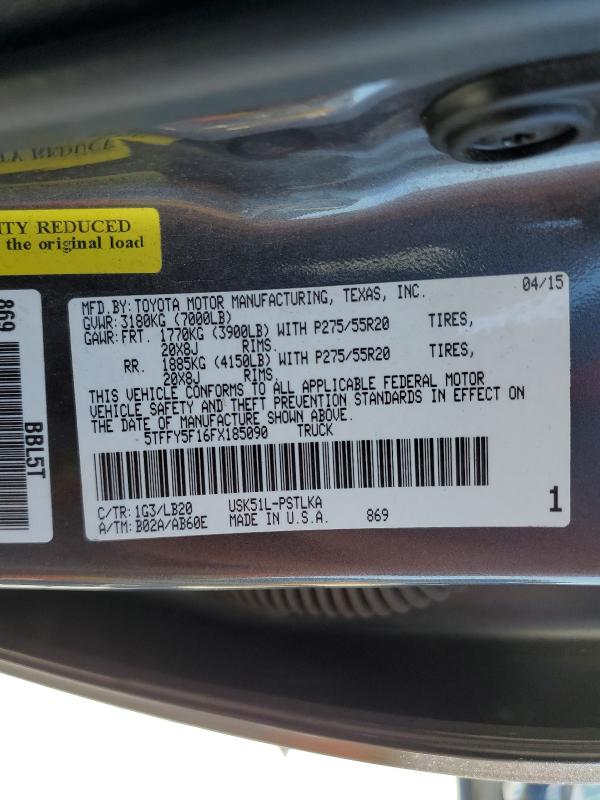 ITY REDUCED
the original load
869
BBL5T
MFD.BY: TOYOTA MOTOR MANUFACTURING, TEXAS, INC. 04/15
GVWR: 3180KG (7000LB)
GAWR: FRT. 1770KG (3900LB) WITH P275/55R20 TIRES,
20X8J RIMS.
RR. 1885KG (4150LB) WITH P275/55R20 TIRES,
20X8J RIMS
THIS VEHICLE CONFORMS TO ALL APPLICABLE FEDERAL MOTOR
VEHICLE SAFETY AND THEFT PREVENTION STANDARDS IN EFFECT ON
THE DATE OF MANUFACTURE SHOWN ABOVE.
5TFFY5F16FX185090 TRUCK
C/TR: 1G3/LB20 USK51L-PSTLKA
A/TM: B02A/AB60E MADE IN U.S.A. 869 1